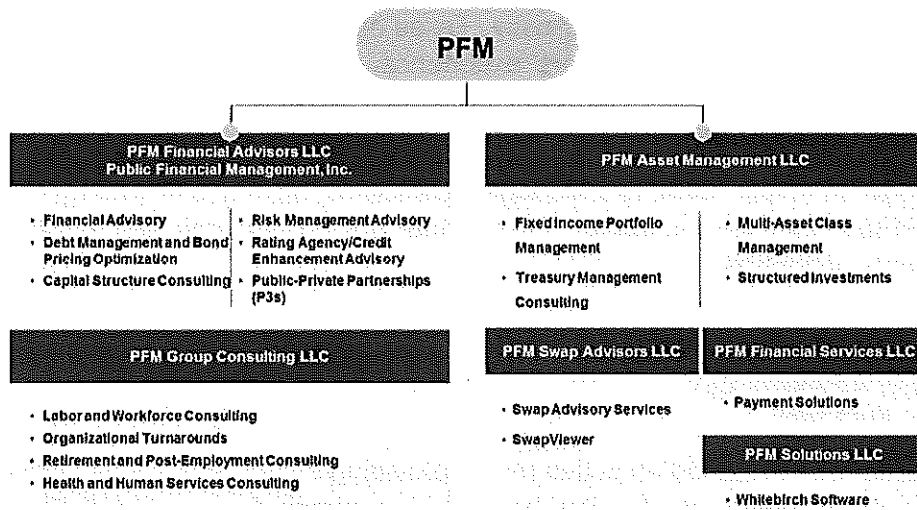 PFM
PFM Financial Advisors LLC
Public Financial Management, Inc.
• Financial Advisory
• Debt Management and Bond
Pricing Optimization
• Capital Structure Consulting
• Risk Management Advisory
• Rating Agency/Credit
Enhancement Advisory
• Public-Private Partnerships
(P3s)
PFM Asset Management LLC
• Fixed Income Portfolio
Management
• Treasury Management
Consulting
• Multi-Asset Class
Management
• Structured Investments
PFM Group Consulting LLC
• Labor and Workforce Consulting
• Organizational Turnarounds
• Retirement and Post-Employment Consulting
• Health and Human Services Consulting
PFM Swap Advisors LLC
• Swap Advisory Services
• SwapViewer
PFM Financial Services LLC
• Payment Solutions
PFM Solutions LLC
• Whitebirch Software